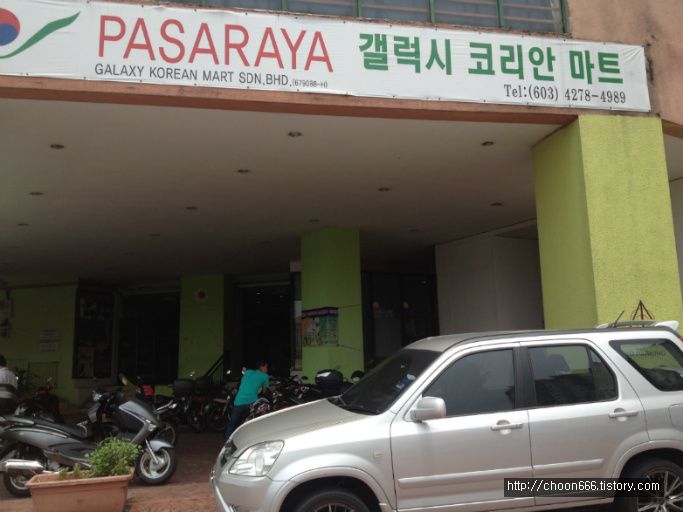 PASARAYA 갤럭시 코리안 마트
GALAXY KOREAN MART SDN.BHD.(679088-H)
Tel:(603) 4278-4989
http://choon666.tistory.com